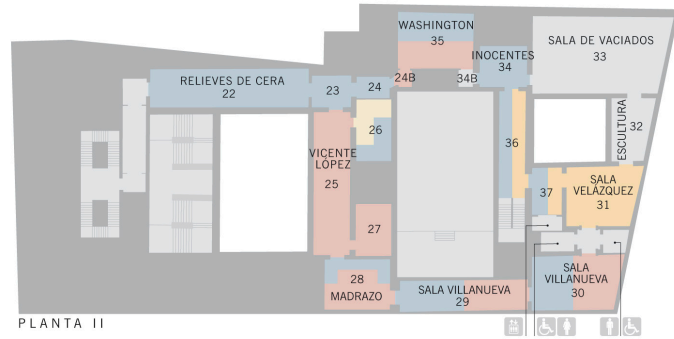 WASHINGTON
35
SALA DE VACIADOS
33
INOCENTES
34
RELIEVES DE CERA
22
23
24
24B
34B
26
36
ESCULTURA
32
VICENTE
LÓPEZ
25
37
SALA
VELÁZQUEZ
31
27
28
MADRAZO
SALA VILLANUEVA
29
SALA
VILLANUEVA
30
PLANTA II